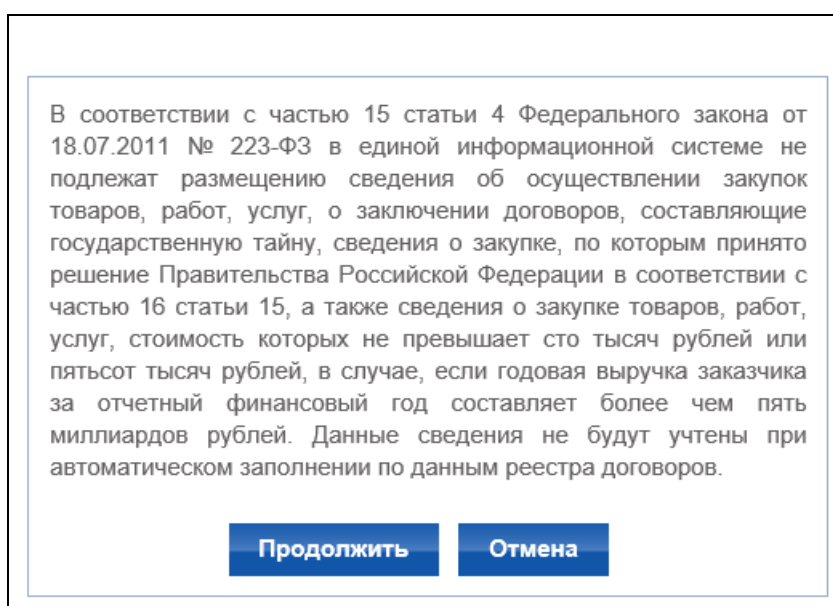 В соответствии с частью 15 статьи 4 Федерального закона от
18.07.2011 № 223-ФЗ в единой информационной системе не
подлежат размещению сведения об осуществлении закупок
товаров, работ, услуг, о заключении договоров, составляющие
государственную тайну, сведения о закупке, по которым принято
решение Правительства Российской Федерации в соответствии с
частью 16 статьи 15, а также сведения о закупке товаров, работ,
услуг, стоимость которых не превышает сто тысяч рублей или
пятьсот тысяч рублей, в случае, если годовая выручка заказчика
за отчетный финансовый год составляет более чем пять
миллиардов рублей. Данные сведения не будут учтены при
автоматическом заполнении по данным реестра договоров.
Продолжить Отмена